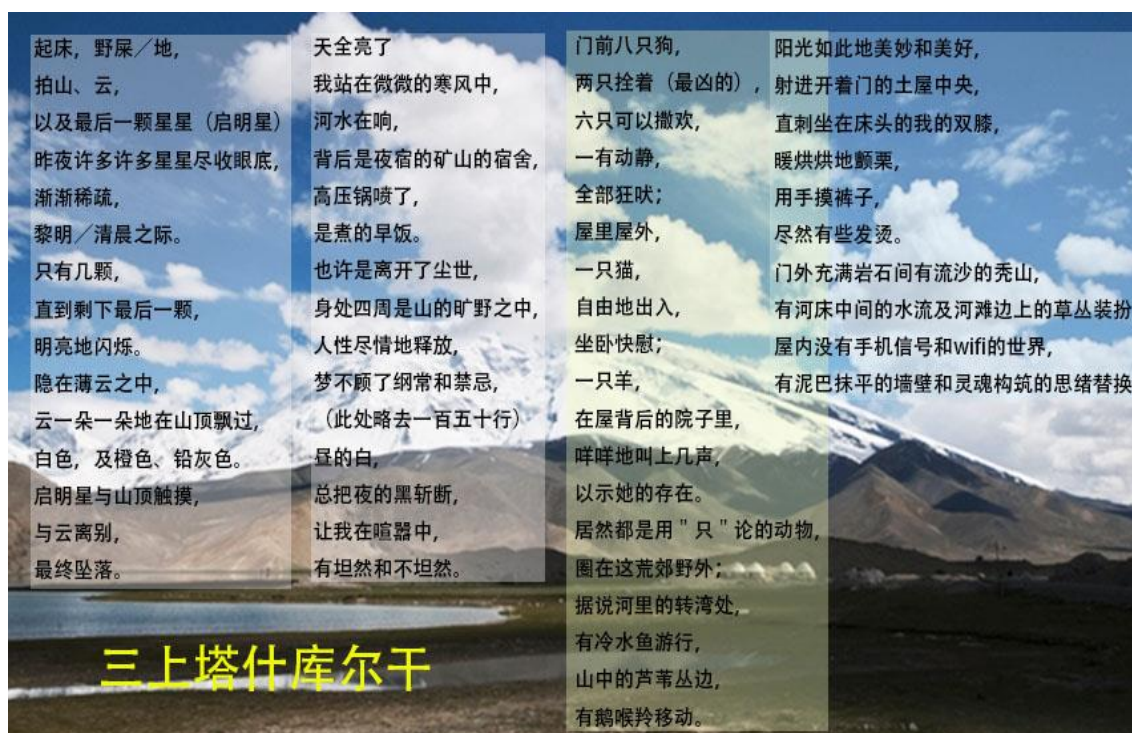 起床，野屎／地，
拍山、云，
以及最后一颗星星（启明星）
昨夜许多许多星星尽收眼底，
渐渐稀疏，
黎明／清晨之际。
只有几颗，
直到剩下最后一颗，
明亮地闪烁。
隐在薄云之中，
云一朵一朵地在山顶飘过，
白色，及橙色、铅灰色。
启明星与山顶触摸，
与云离别，
最终坠落。
天全亮了
我站在微微的寒风中，
河水在响，
背后是夜宿的矿山的宿舍，
高压锅喷了，
是煮的早饭。
也许是离开了尘世，
身处四周是山的旷野之中，
人性尽情地释放，
梦不顾了纲常和禁忌，
（此处略去一百五十行）
昼的白，
总把夜的黑斩断，
让我在喧嚣中，
有坦然和不坦然。
门前八只狗，
两只拴着（最凶的），
六只可以撒欢，
一有动静，
全部狂吠；
屋里屋外，
一只猫，
自由地出入，
坐卧快慰；
一只羊，
在屋背后的院子里，
咩咩地叫上几声，
以示她的存在。
居然都是用＂只＂论的动物，
圈在这荒郊野外；
据说河里的转湾处，
有冷水鱼游行，
山中的芦苇丛边，
有鹅喉羚移动。
阳光如此地美妙和美好，
射进开着门的土屋中央，
直刺坐在床头的我的双膝，
暖烘烘地颤栗，
用手摸裤子，
尽然有些发烫。
门外充满岩石间有流沙的秃山，
有河床中间的水流及河滩边上的草丛装扮
屋内没有手机信号和wifi的世界，
有泥巴抹平的墙壁和灵魂构筑的思绪替换
三上塔什库尔干